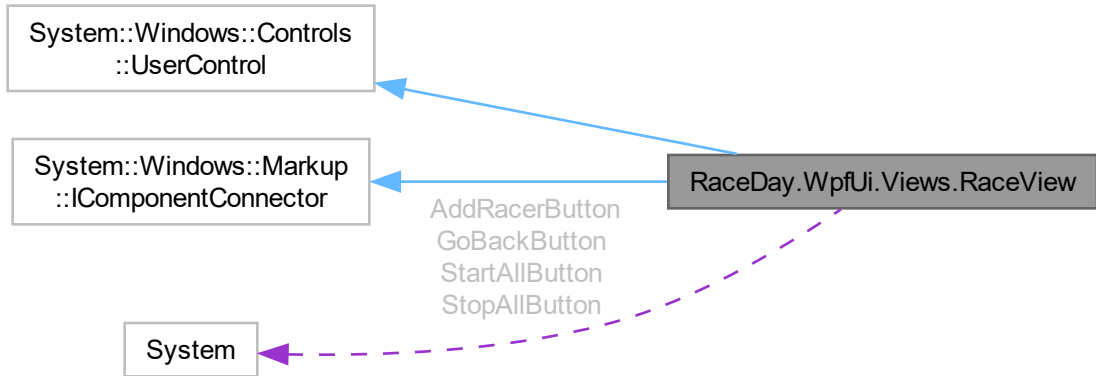 System::Windows::Controls
::UserControl
System::Windows::Markup
::IComponentConnector
RaceDay.WpfUi.Views.RaceView
AddRacerButton
GoBackButton
StartAllButton
StopAllButton
System